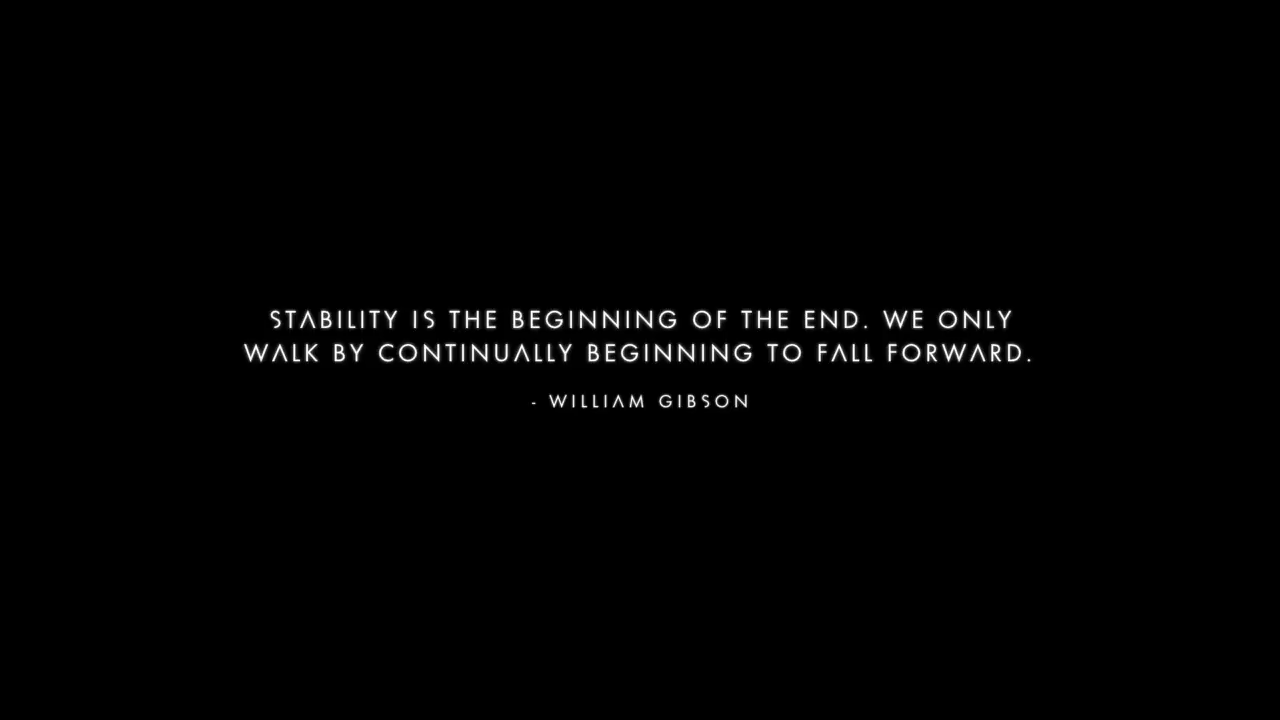 STABILITY IS THE BEGINNING OF THE END. WE ONLY
WALK BY CONTINUALLY BEGINNING TO FALL FORWARD.
- WILLIAM GIBSON